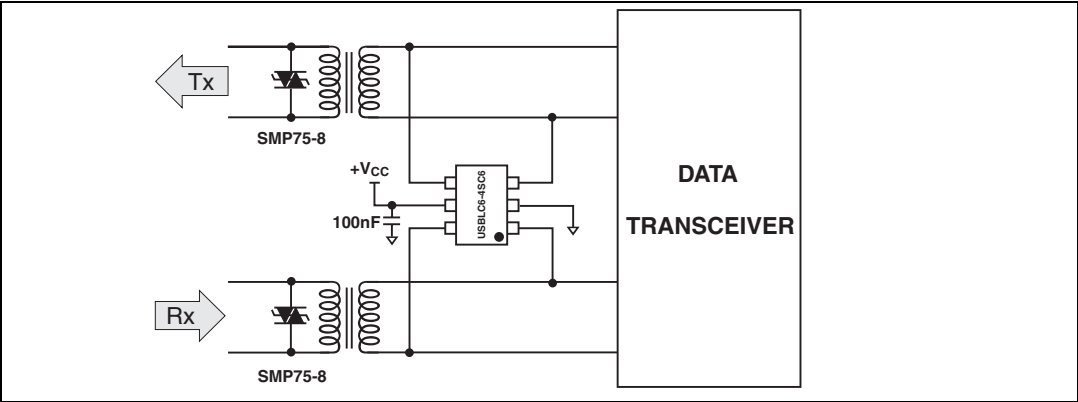 Tx
SMP75-8
+VCC
100nF
USBLC6-4SC6
DATA
TRANSCEIVER
Rx
SMP75-8